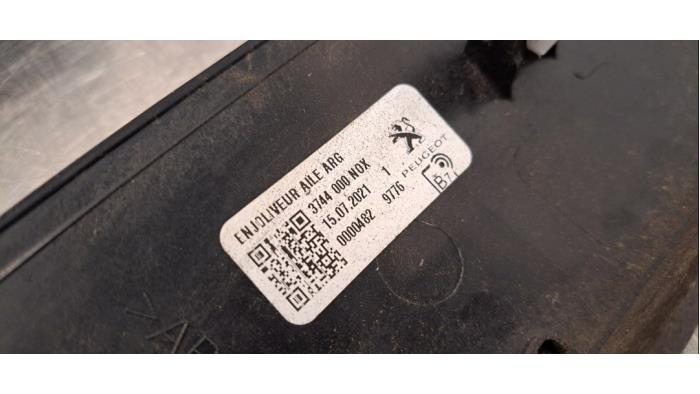 ENJOLIVEUR AILE ARG
3744 000 NOX 1
15.07.2021 9776
0000482
PEUGEOT
B7